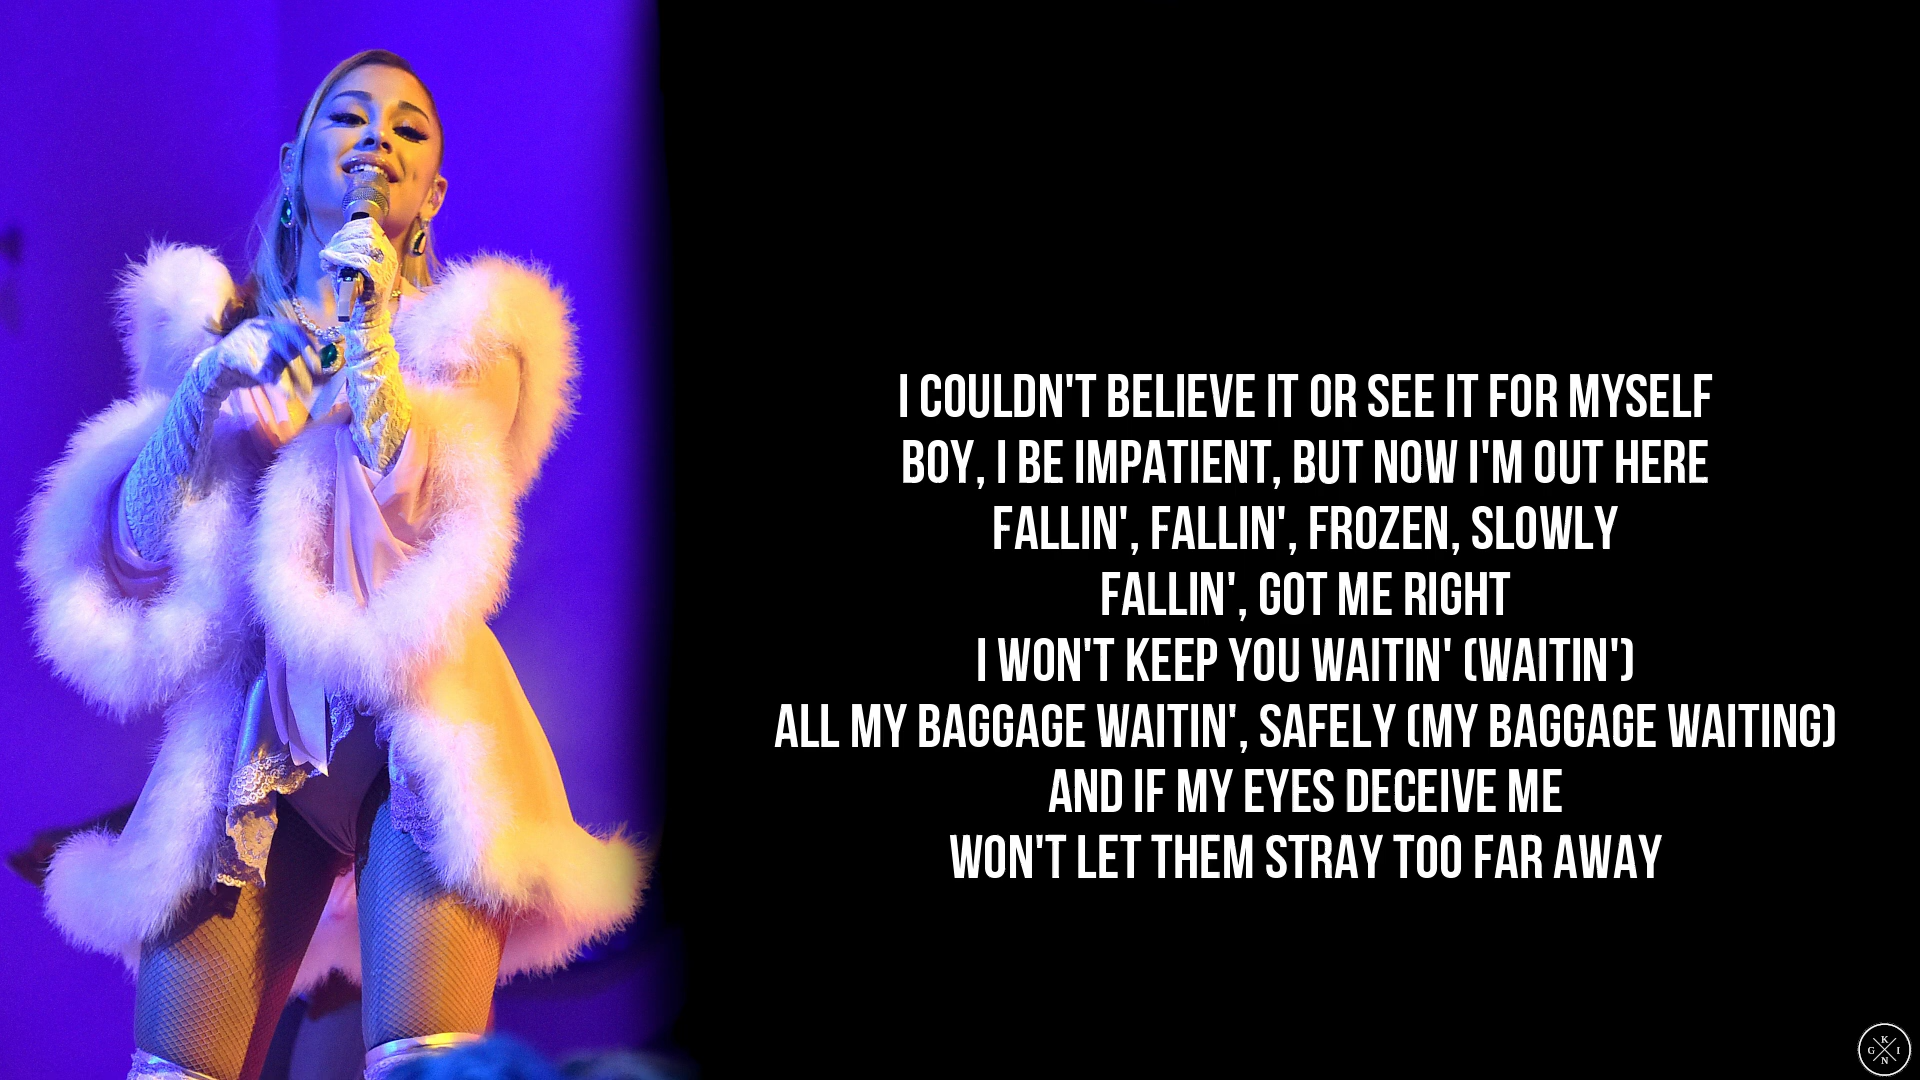 I COULDN'T BELIEVE IT OR SEE IT FOR MYSELF
BOY, I BE IMPATIENT, BUT NOW I'M OUT HERE
FALLIN', FALLIN', FROZEN, SLOWLY
FALLIN', GOT ME RIGHT
I WON'T KEEP YOU WAITIN' (WAITIN')
ALL MY BAGGAGE WAITIN', SAFELY (MY BAGGAGE WAITING)
AND IF MY EYES DECEIVE ME
WON'T LET THEM STRAY TOO FAR AWAY
K
G I
N